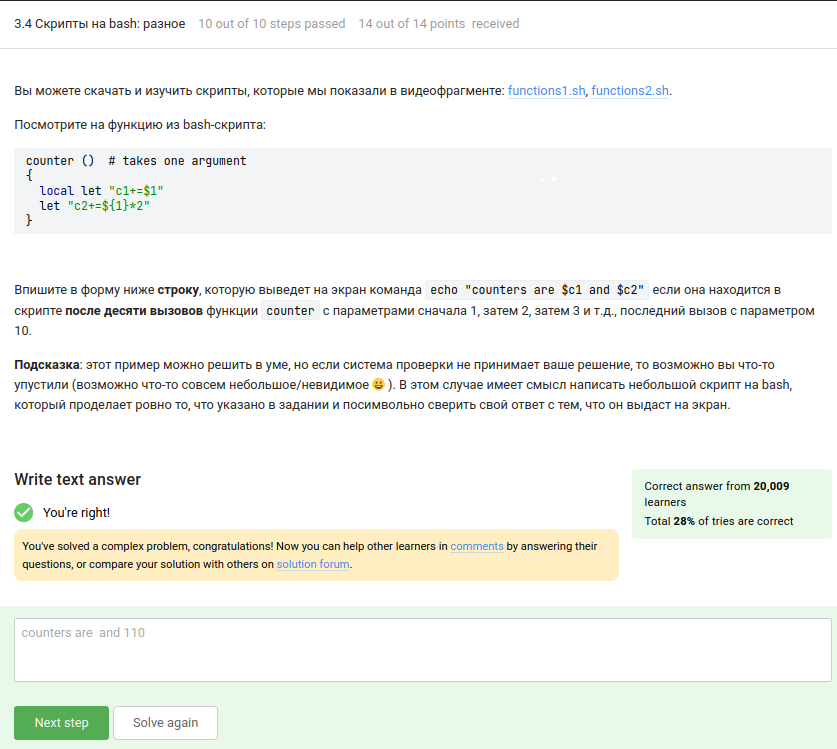 3.4 Скрипты на bash: разное 10 out of 10 steps passed 14 out of 14 points received
Вы можете скачать и изучить скрипты, которые мы показали в видеофрагменте: functions1.sh, functions2.sh.
Посмотрите на функцию из bash-скрипта:
counter () # takes one argument
{
local let "c1+=$1"
let "c2+=${1}*2"
}
Впишите в форму ниже строку, которую выведет на экран команда echo "counters are $c1 and $c2" если она находится в
скрипте после десяти вызовов функции counter с параметрами сначала 1, затем 2, затем 3 и т.д., последний вызов с параметром
10.
Подсказка: этот пример можно решить в уме, но если система проверки не принимает ваше решение, то возможно вы что-то
упустили (возможно что-то совсем небольшое/невидимое 😀 ). В этом случае имеет смысл написать небольшой скрипт на bash,
который проделает ровно то, что указано в задании и посимвольно сверить свой ответ с тем, что он выдаст на экран.
Write text answer
Correct answer from 20,009
learners
Total 28% of tries are correct
You're right!
You've solved a complex problem, congratulations! Now you can help other learners in comments by answering their
questions, or compare your solution with others on solution forum.
counters are  and 110
Next step Solve again